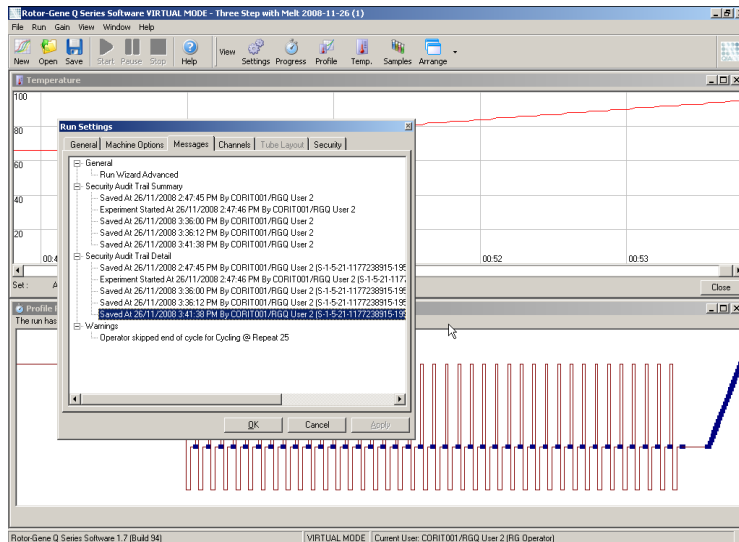 Rotor-Gene Q Series Software VIRTUAL MODE - Three Step with Melt 2008-11-26 (1)
File Run Gain View Window Help
New Open Save Start Pause Stop Help View Settings Progress Profile Temp. Samples Arrange
Temperature
100
80
60
40
20
00:52 00:53
Set :
Close
Run Settings
General Machine Options Messages Channels Tube Layout Security
General
Run Wizard Advanced
Security Audit Trail Summary
Saved At 26/11/2008 2:47:45 PM By CORIT001/RGQ User 2
Experiment Started At 26/11/2008 2:47:46 PM By CORIT001/RGQ User 2
Saved At 26/11/2008 3:36:00 PM By CORIT001/RGQ User 2
Saved At 26/11/2008 3:36:12 PM By CORIT001/RGQ User 2
Saved At 26/11/2008 3:41:38 PM By CORIT001/RGQ User 2
Security Audit Trail Detail
Saved At 26/11/2008 2:47:45 PM By CORIT001/RGQ User 2 (S-1-5-21-1177238915-195
Experiment Started At 26/11/2008 2:47:46 PM By CORIT001/RGQ User 2 (S-1-5-21-117
Saved At 26/11/2008 3:36:00 PM By CORIT001/RGQ User 2 (S-1-5-21-1177238915-195
Saved At 26/11/2008 3:36:12 PM By CORIT001/RGQ User 2 (S-1-5-21-1177238915-195
Saved At 26/11/2008 3:41:38 PM By CORIT001/RGQ User 2 (S-1-5-21-1177238915-195
Warnings
Operator skipped end of cycle for Cycling @ Repeat 25
OK Cancel Apply
Profile
The run has
Rotor-Gene Q Series Software 1.7 (Build 94) VIRTUAL MODE Current User: CORIT001/RGQ User 2 (RG Operator)